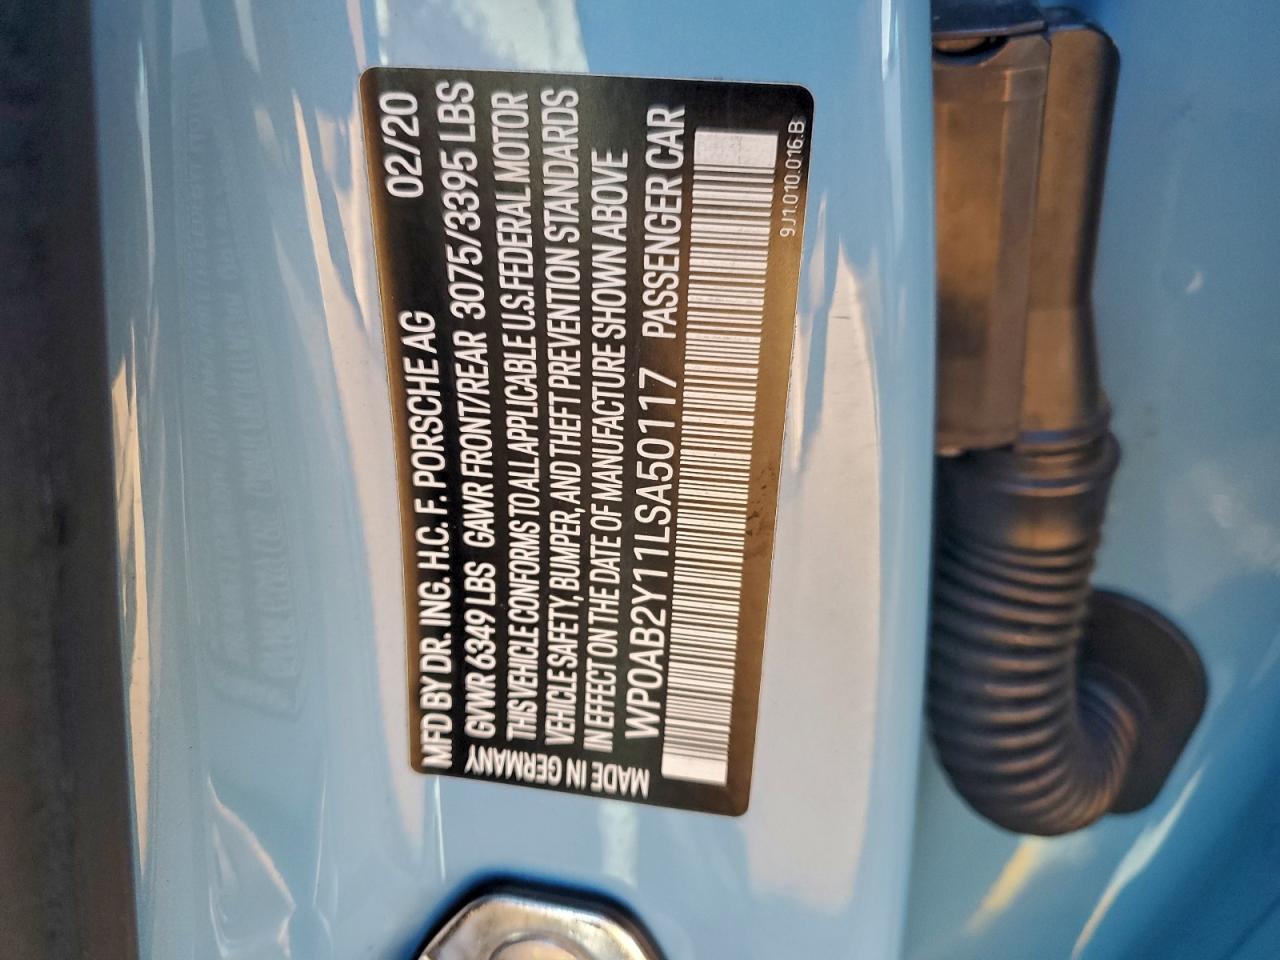 MFD BY DR. ING. H.C. F. PORSCHE AG 02/20
GVWR 6349 LBS GAWR FRONT/REAR 3075/3395 LBS
THIS VEHICLE CONFORMS TO ALL APPLICABLE U.S. FEDERAL MOTOR
VEHICLE SAFETY, BUMPER, AND THEFT PREVENTION STANDARDS
IN EFFECT ON THE DATE OF MANUFACTURE SHOWN ABOVE
WP0AB2Y11LSA50117 PASSENGER CAR
MADE IN GERMANY
9J1.010.016.B